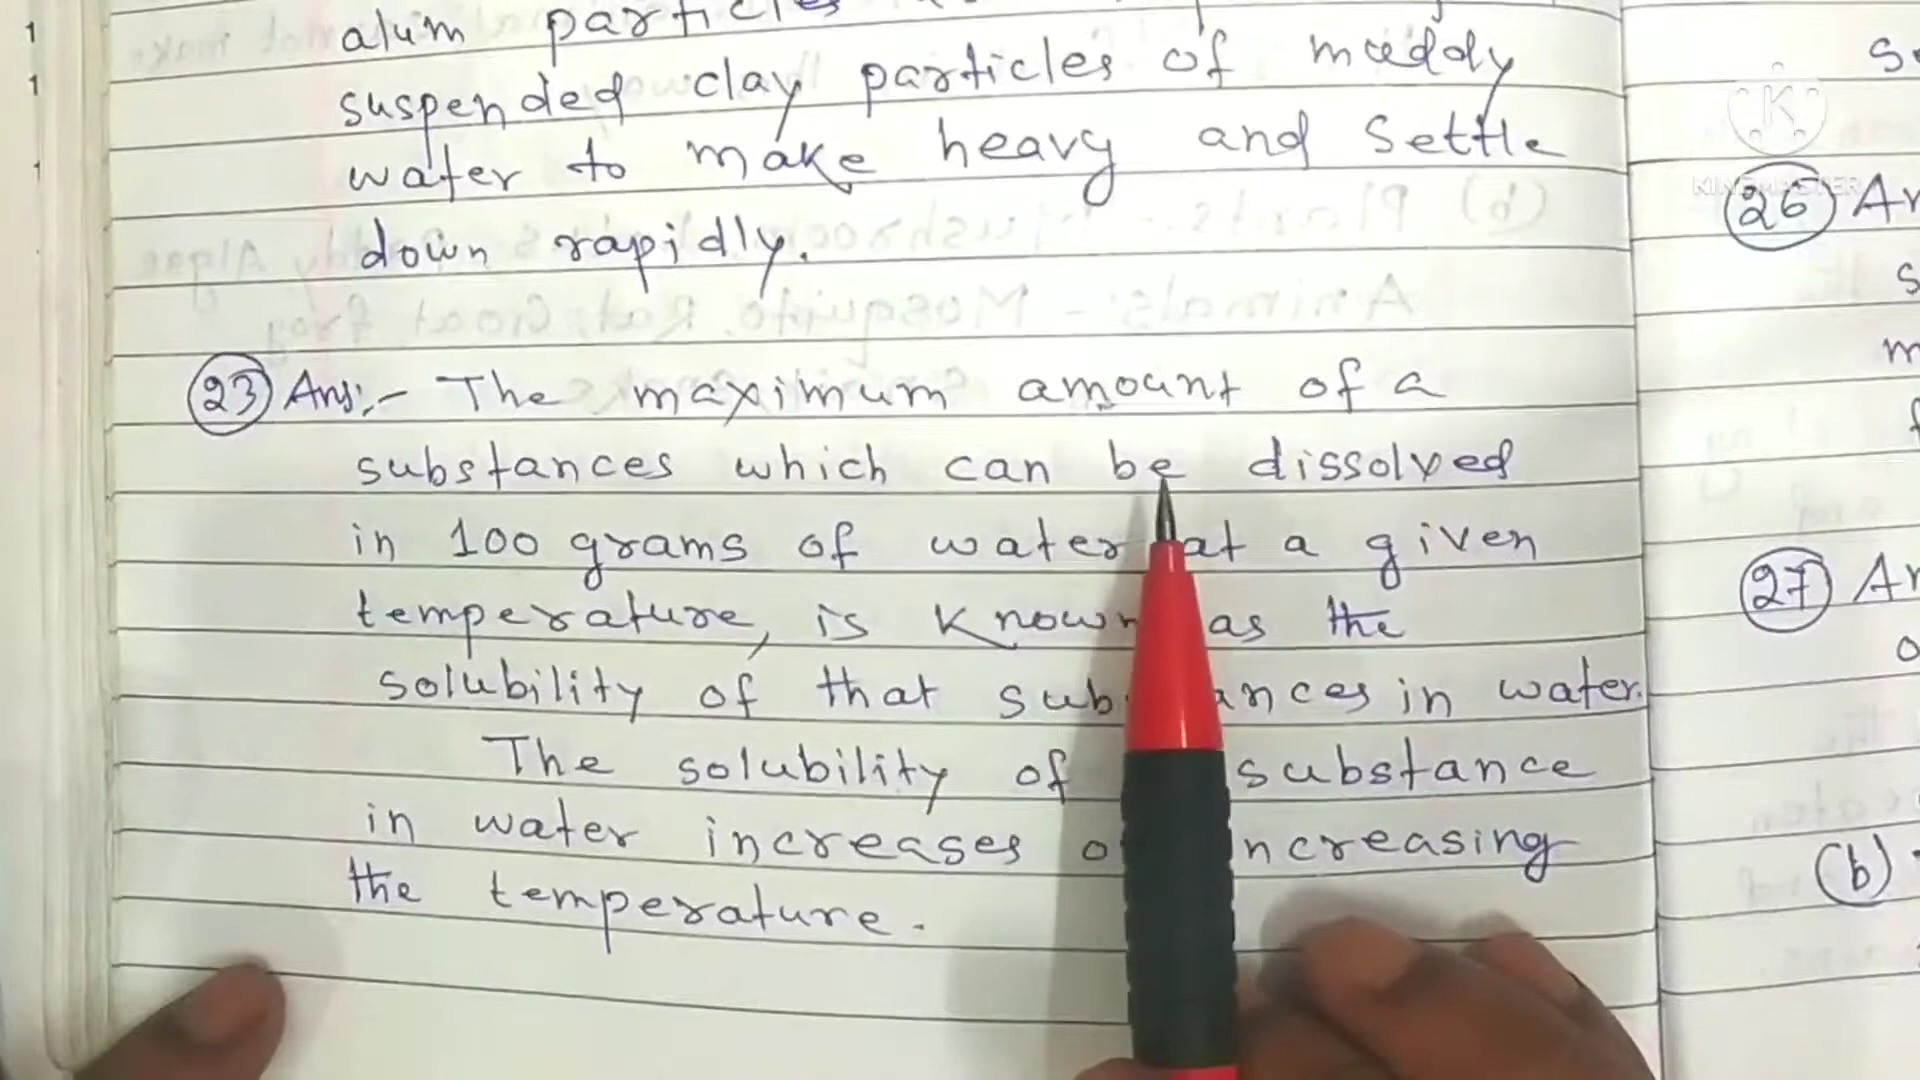 alum particles
suspended clay particles of muddy
water to make heavy and settle
down rapidly.
23 Ans:- The maximum amount of a
substances which can be dissolved
in 100 grams of water at a given
temperature, is known as the
solubility of that substances in water.
The solubility of substance
in water increases increasing
the temperature.
26
27
(b)
KINEMASTER